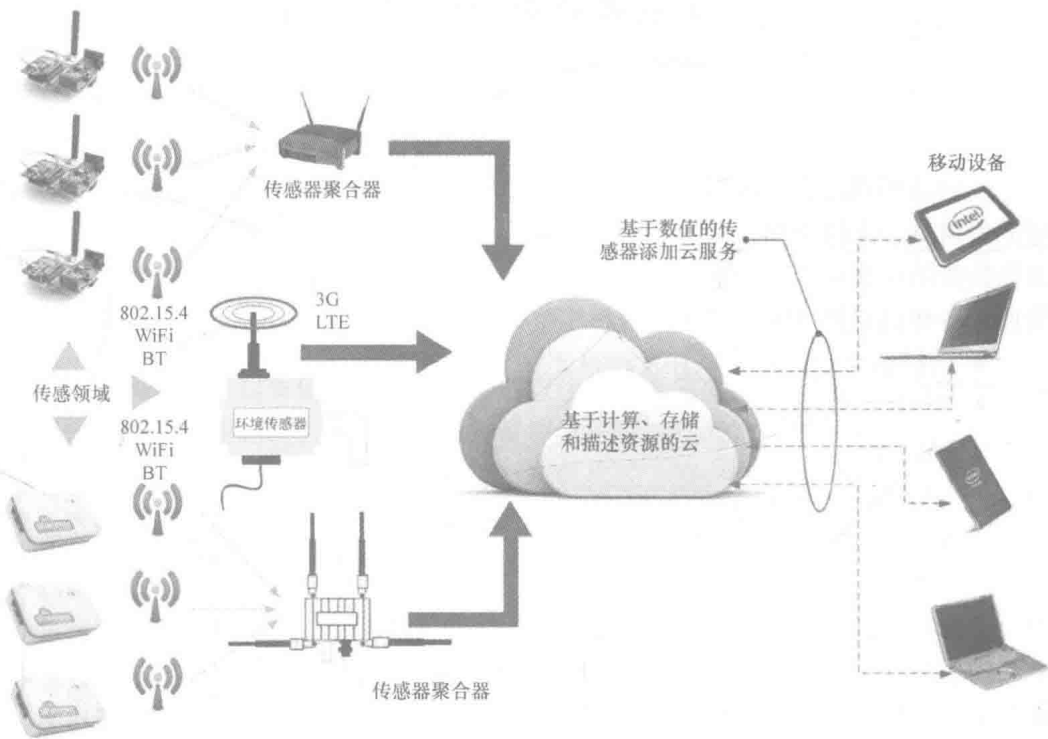 传感器聚合器
移动设备
intel
基于数值的传
感器添加云服务
3G
LTE
802.15.4
WiFi
BT
传感领域
环境传感器
802.15.4
WiFi
BT
基于计算、存储
和描述资源的云
intel
传感器聚合器